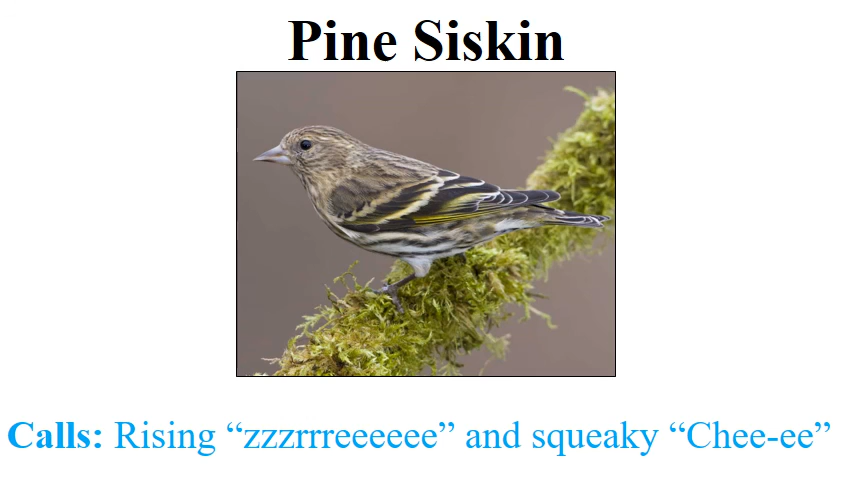 Pine Siskin
Calls: Rising “zzzrrreeeeee” and squeaky “Chee-ee”